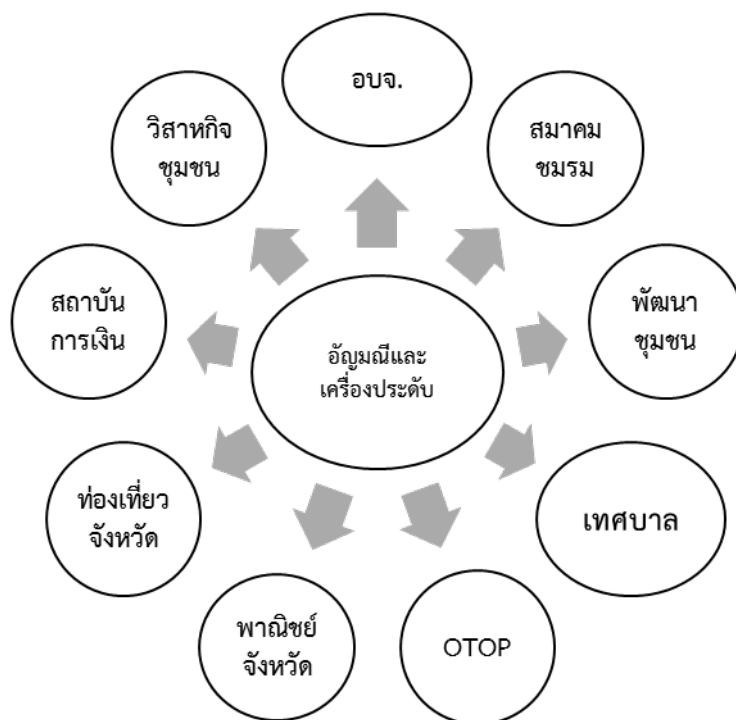 อบจ.
วิสาหกิจ
ชุมชน
สมาคม
ชมรม
สถาบัน
การเงิน
พัฒนา
ชุมชน
อัญมณีและ
เครื่องประดับ
ท่องเที่ยว
จังหวัด
เทศบาล
พาณิชย์
จังหวัด
OTOP